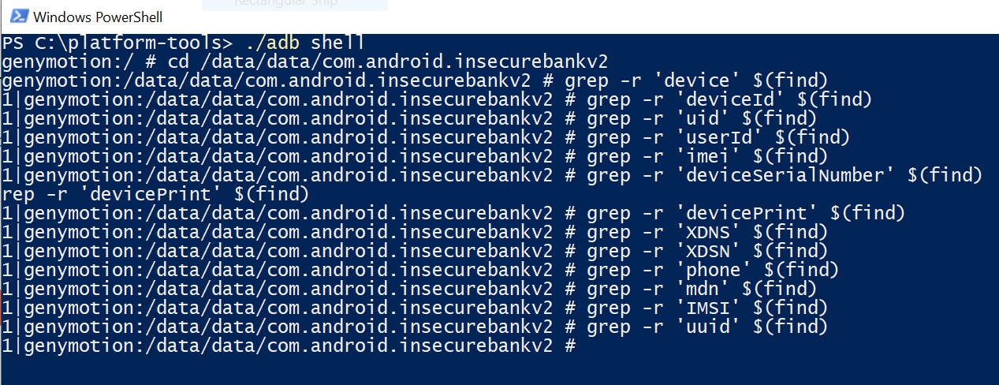 Rectangular Snip
Windows PowerShell
PS C:\platform-tools> ./adb shell
genymotion:/ # cd /data/data/com.android.insecurebankv2
genymotion:/data/data/com.android.insecurebankv2 # grep -r 'device' $(find)
1|genymotion:/data/data/com.android.insecurebankv2 # grep -r 'deviceId' $(find)
1|genymotion:/data/data/com.android.insecurebankv2 # grep -r 'uid' $(find)
1|genymotion:/data/data/com.android.insecurebankv2 # grep -r 'userId' $(find)
1|genymotion:/data/data/com.android.insecurebankv2 # grep -r 'imei' $(find)
1|genymotion:/data/data/com.android.insecurebankv2 # grep -r 'deviceSerialNumber' $(find)
rep -r 'devicePrint' $(find)
1|genymotion:/data/data/com.android.insecurebankv2 # grep -r 'devicePrint' $(find)
1|genymotion:/data/data/com.android.insecurebankv2 # grep -r 'XDNS' $(find)
1|genymotion:/data/data/com.android.insecurebankv2 # grep -r 'XDSN' $(find)
1|genymotion:/data/data/com.android.insecurebankv2 # grep -r 'phone' $(find)
1|genymotion:/data/data/com.android.insecurebankv2 # grep -r 'mdn' $(find)
1|genymotion:/data/data/com.android.insecurebankv2 # grep -r 'IMSI' $(find)
1|genymotion:/data/data/com.android.insecurebankv2 # grep -r 'uuid' $(find)
1|genymotion:/data/data/com.android.insecurebankv2 #